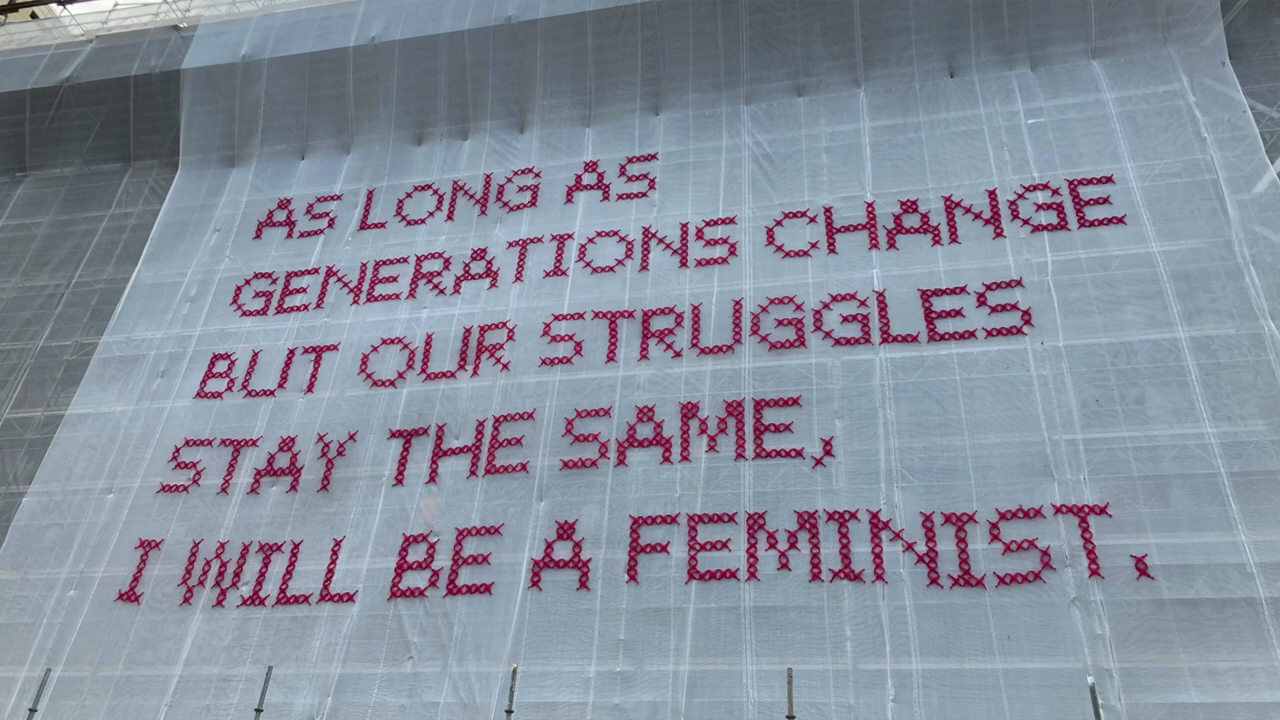 AS LONG AS
GENERATIONS CHANGE
BUT OUR STRUGGLES
STAY THE SAME,
I WILL BE A FEMINIST.